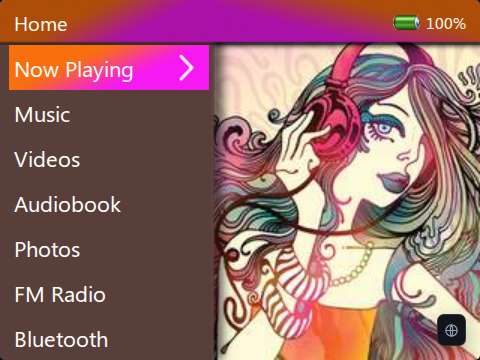 Home
100%
Now Playing
Music
Videos
Audiobook
Photos
FM Radio
Bluetooth